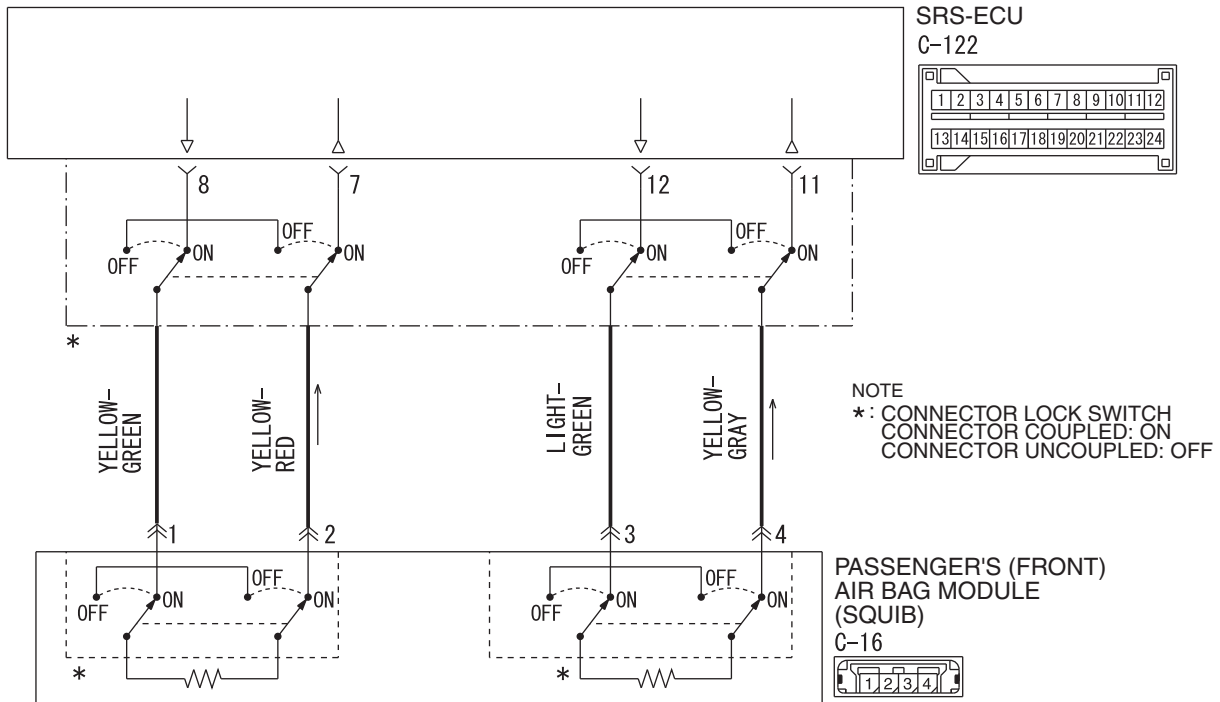 SRS-ECU
C-122
1 2 3 4 5 6 7 8 9 10 11 12
13 14 15 16 17 18 19 20 21 22 23 24
8 7 12 11
OFF OFF
OFF ON ON OFF ON ON
*
YELLOW-
GREEN
YELLOW-
RED
LIGHT-
GREEN
YELLOW-
GRAY
NOTE
*: CONNECTOR LOCK SWITCH
CONNECTOR COUPLED: ON
CONNECTOR UNCOUPLED: OFF
1 2 3 4
OFF OFF
OFF ON ON OFF ON ON
* *
PASSENGER'S (FRONT)
AIR BAG MODULE
(SQUIB)
C-16
1 2 3 4